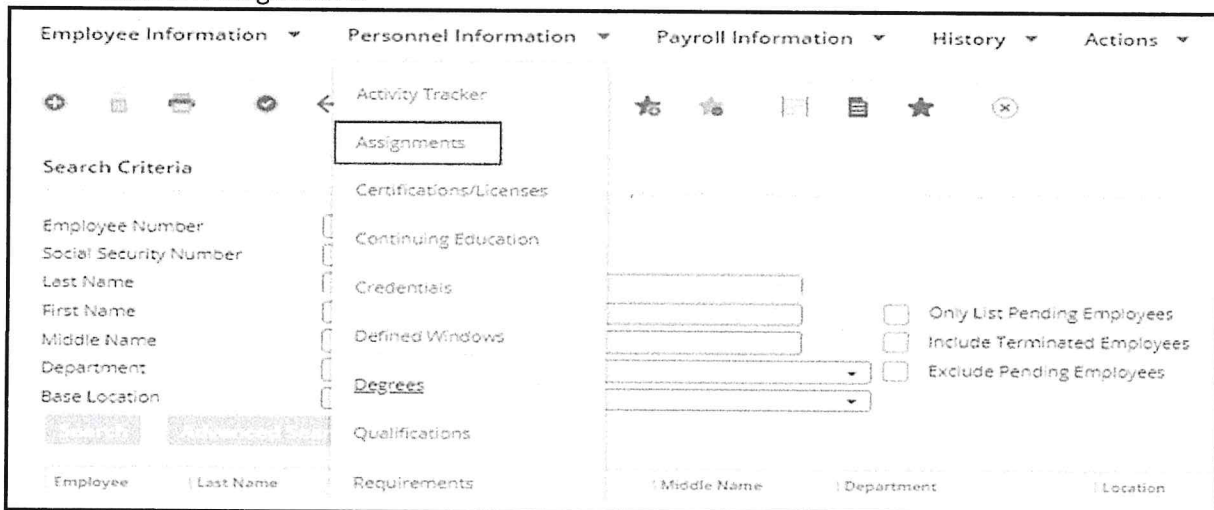 Employee Information Personnel Information Payroll Information History Actions
Activity Tracker
Assignments
Search Criteria
Certifications/Licenses
Employee Number
Continuing Education
Social Security Number
Last Name
Credentials
First Name
Only List Pending Employees
Middle Name
Defined Windows
Include Terminated Employees
Department
Exclude Pending Employees
Degrees
Base Location
Qualifications
Employee Last Name Requirements Middle Name Department Location